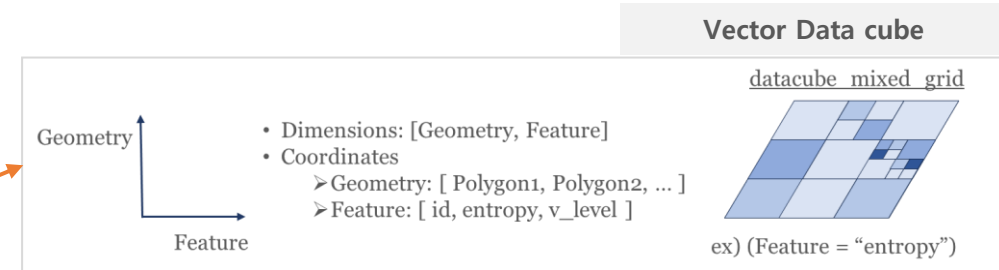 Vector Data cube
datacube_mixed_grid
Geometry
• Dimensions: [Geometry, Feature]
• Coordinates
➢Geometry: [ Polygon1, Polygon2, ... ]
➢Feature: [ id, entropy, v_level ]
Feature
ex) (Feature = “entropy”)